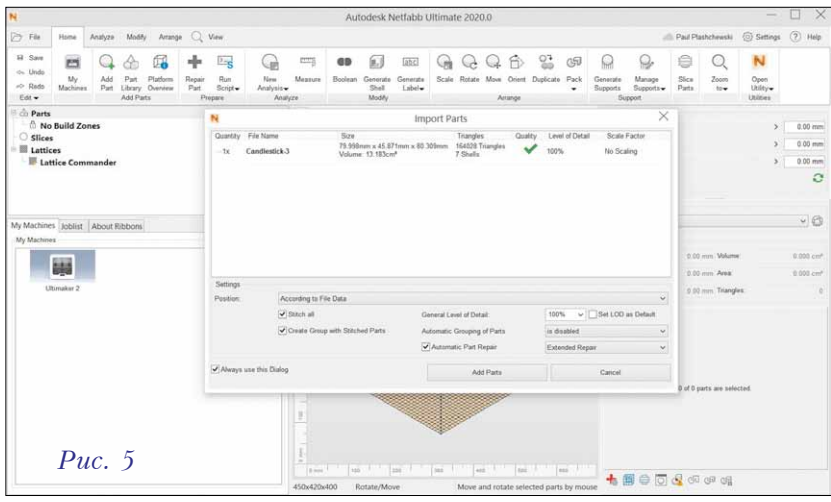 Autodesk Netfabb Ultimate 2020.0
File Home Analyze Modify Arrange View
Paul Plashchewski Settings Help
Save
Undo
Redo
Edit
My Machines
Add Part
Part Library
Platform Overview
Add Parts
Repair Part
Run Script
Prepare
New Analysis
Measure
Analyze
Boolean
Generate Shell
Generate Label
Modify
Scale Rotate Move Orient Duplicate Pack
Arrange
Generate Supports
Manage Supports
Support
Slice Parts
Zoom to
Open Utility
Utilities
Parts
No Build Zones
Slices
Lattices
Lattice Commander
0.00 mm
0.00 mm
0.00 mm
Import Parts
Quantity File Name Size Triangles Quality Level of Detail Scale Factor
1x Candlestick-3 79.998mm x 45.871mm x 80.309mm 164028 Triangles 100% No Scaling
Volume: 13.183cm³ 7 Shells
Settings
Position: According to File Data
Stitch all General Level of Detail: 100% Set LOD as Default
Create Group with Stitched Parts Automatic Grouping of Parts is disabled
Automatic Part Repair Extended Repair
Always use this Dialog Add Parts Cancel
My Machines Joblist About Ribbons
My Machines
Ultimaker 2
0.00 mm Volume: 0.000 cm³
0.00 mm Area: 0.000 cm²
0.00 mm Triangles: 0
0 of 0 parts are selected
450x420x400 Rotate/Move Move and rotate selected parts by mouse
Рис. 5